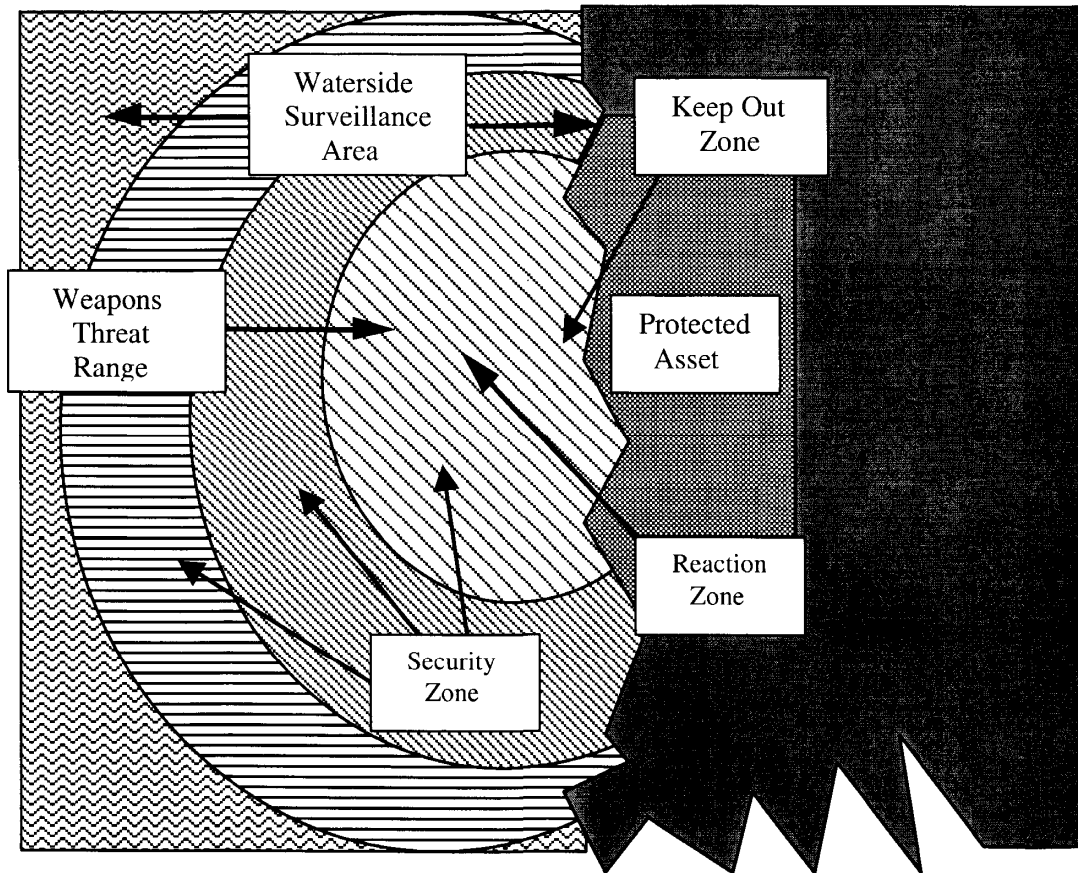 Waterside
Surveillance
Area
Keep Out
Zone
Weapons
Threat
Range
Protected
Asset
Reaction
Zone
Security
Zone